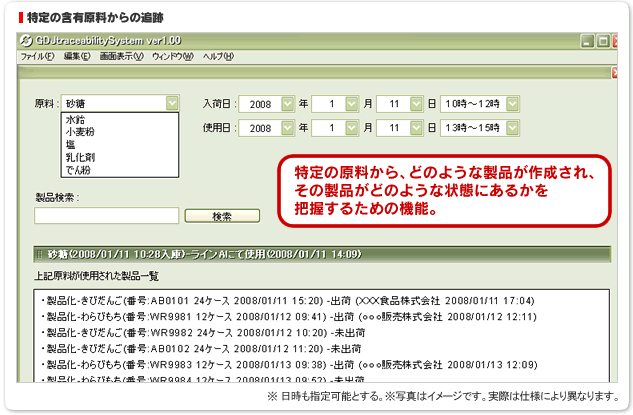 特定の含有原料からの追跡
GDJtraceabilitySystem ver1.00
ファイル(F) 編集(E) 画面表示(V) ウィンドウ(W) ヘルプ(H)
原料: 砂糖 入荷日: 2008 年 1 月 11 日 10時~12時
水飴
小麦粉
塩
乳化剤
でん粉
使用日: 2008 年 1 月 11 日 13時~15時
特定の原料から、どのような製品が作成され、
その製品がどのような状態にあるかを
把握するための機能。
製品検索:
検索
砂糖(2008/01/11 10:28入庫)-ラインAにて使用(2008/01/11 14:09)
上記原料が使用された製品一覧
・製品化-きびだんご(番号:AB0101 24ケース 2008/01/11 15:20) -出荷 (XXX食品株式会社 2008/01/11 17:04)
・製品化-わらびもち(番号:WR9981 12ケース 2008/01/12 09:41) -出荷 (○○○販売株式会社 2008/01/12 12:11)
・製品化-わらびもち(番号:WR9982 24ケース 2008/01/12 10:20) -未出荷
・製品化-きびだんご(番号:AB0102 24ケース 2008/01/12 11:20) -未出荷
・製品化-わらびもち(番号:WR9983 12ケース 2008/01/13 09:38) -出荷 (○○○販売株式会社 2008/01/13 12:09)
・製品化-わらびもち(番号:WR9984 12ケース 2008/01/13 09:52) -未出荷
※ 日時も指定可能とする。※写真はイメージです。実際は仕様により異なります。